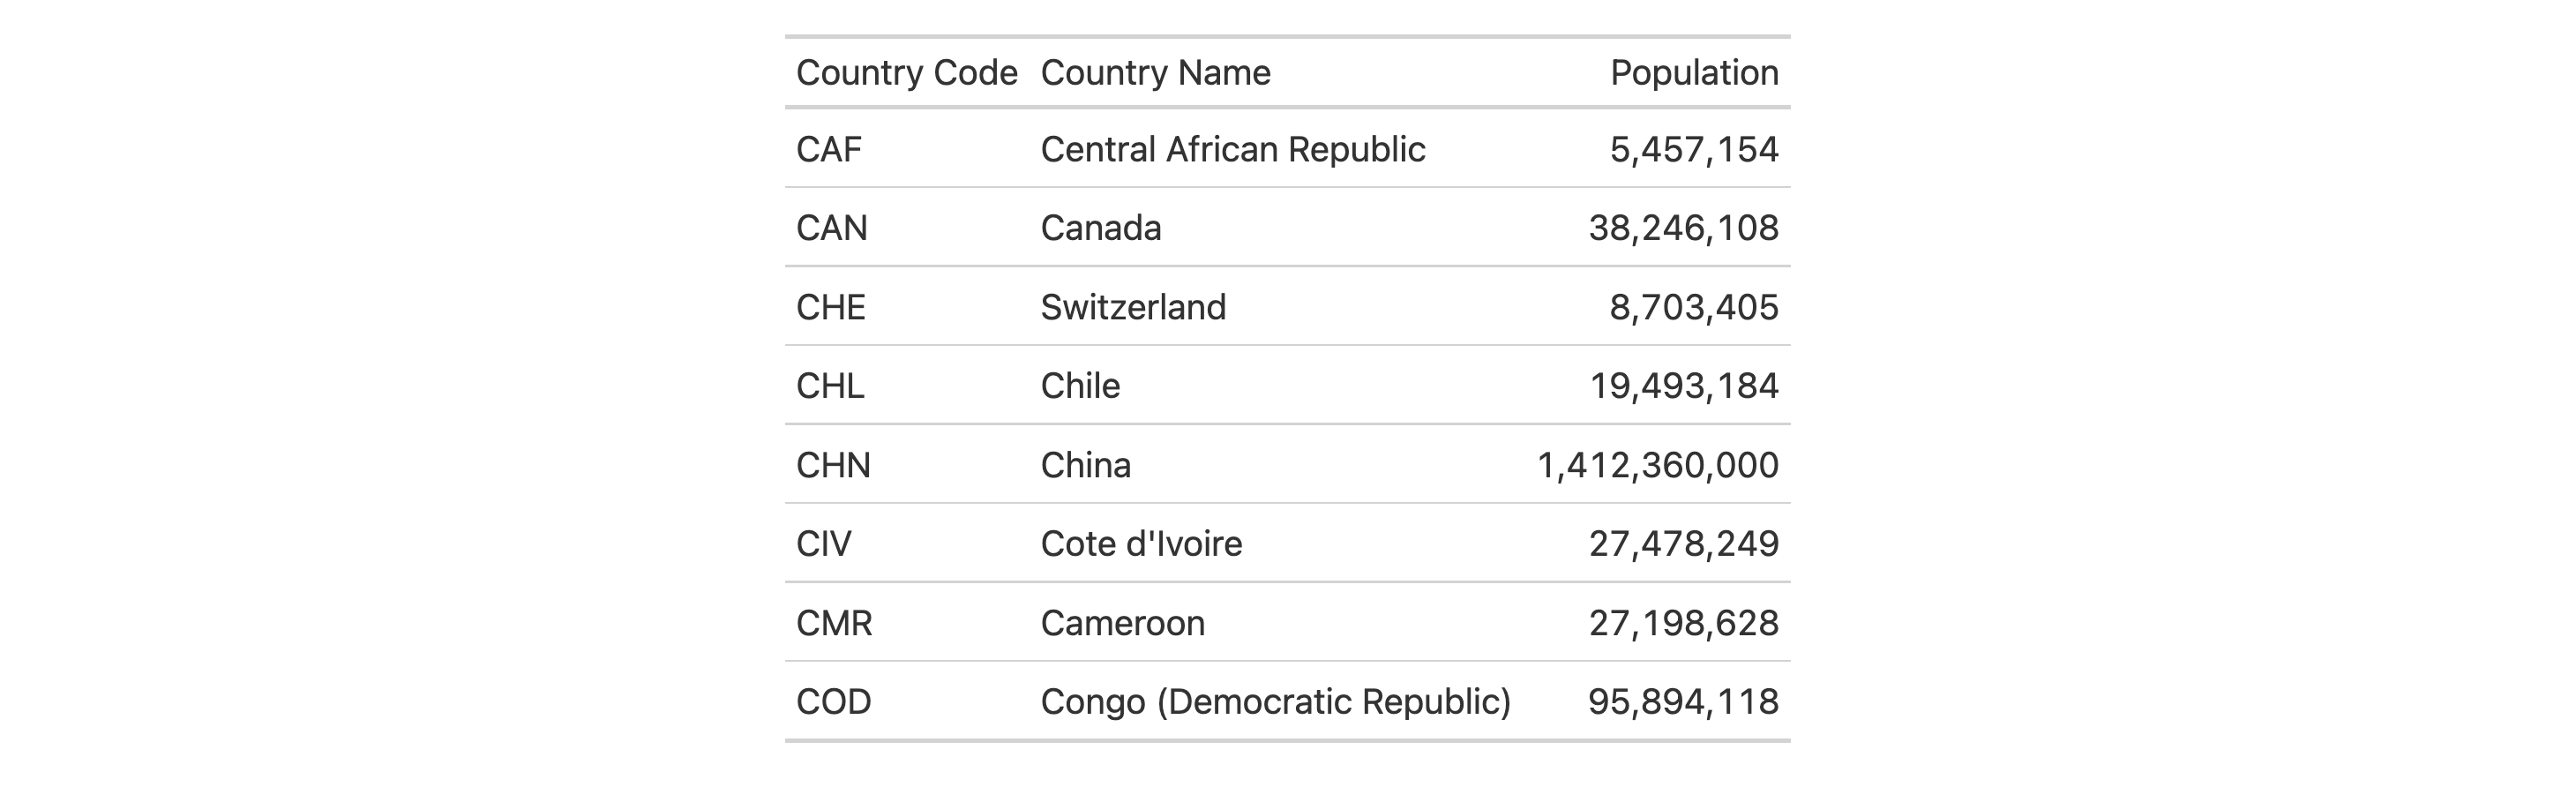 Country Code Country Name Population
CAF Central African Republic 5,457,154
CAN Canada 38,246,108
CHE Switzerland 8,703,405
CHL Chile 19,493,184
CHN China 1,412,360,000
CIV Cote d'Ivoire 27,478,249
CMR Cameroon 27,198,628
COD Congo (Democratic Republic) 95,894,118